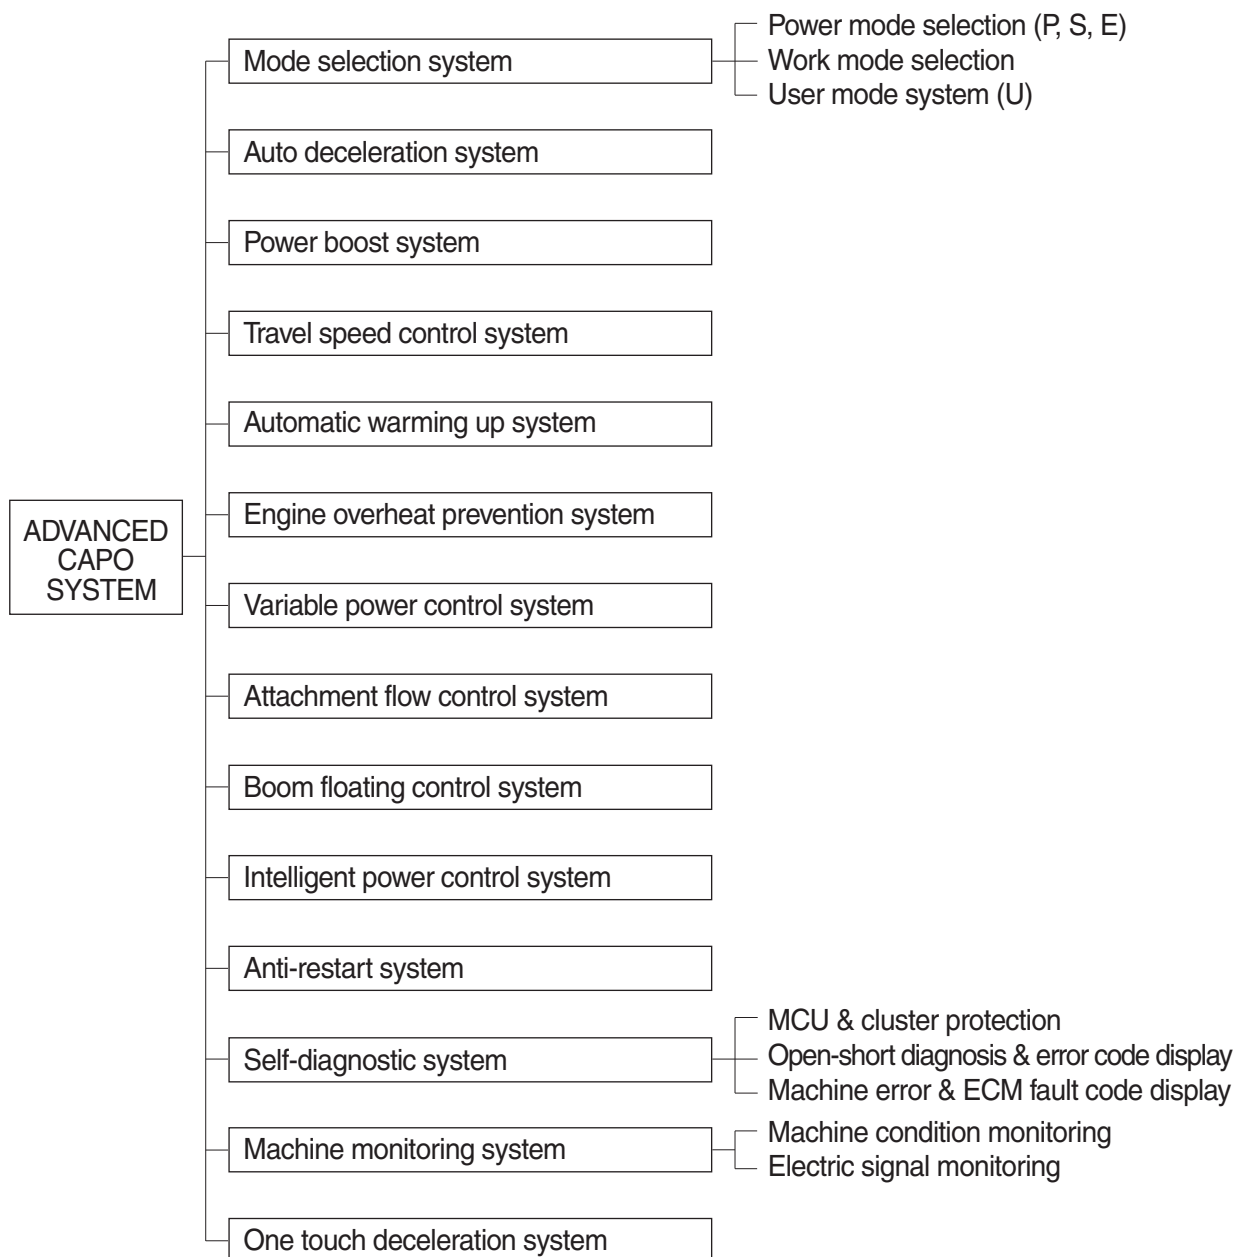 Power mode selection (P, S, E)
Mode selection system
Work mode selection
User mode system (U)
Auto deceleration system
Power boost system
Travel speed control system
Automatic warming up system
Engine overheat prevention system
ADVANCED
CAPO
SYSTEM
Variable power control system
Attachment flow control system
Boom floating control system
Intelligent power control system
Anti-restart system
MCU & cluster protection
Self-diagnostic system
Open-short diagnosis & error code display
Machine error & ECM fault code display
Machine condition monitoring
Machine monitoring system
Electric signal monitoring
One touch deceleration system